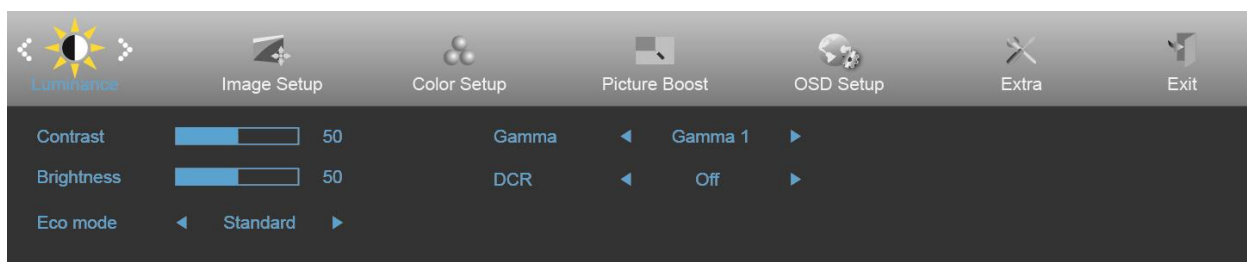 Luminance Image Setup Color Setup Picture Boost OSD Setup Extra Exit
Contrast 50 Gamma Gamma 1
Brightness 50 DCR Off
Eco mode Standard